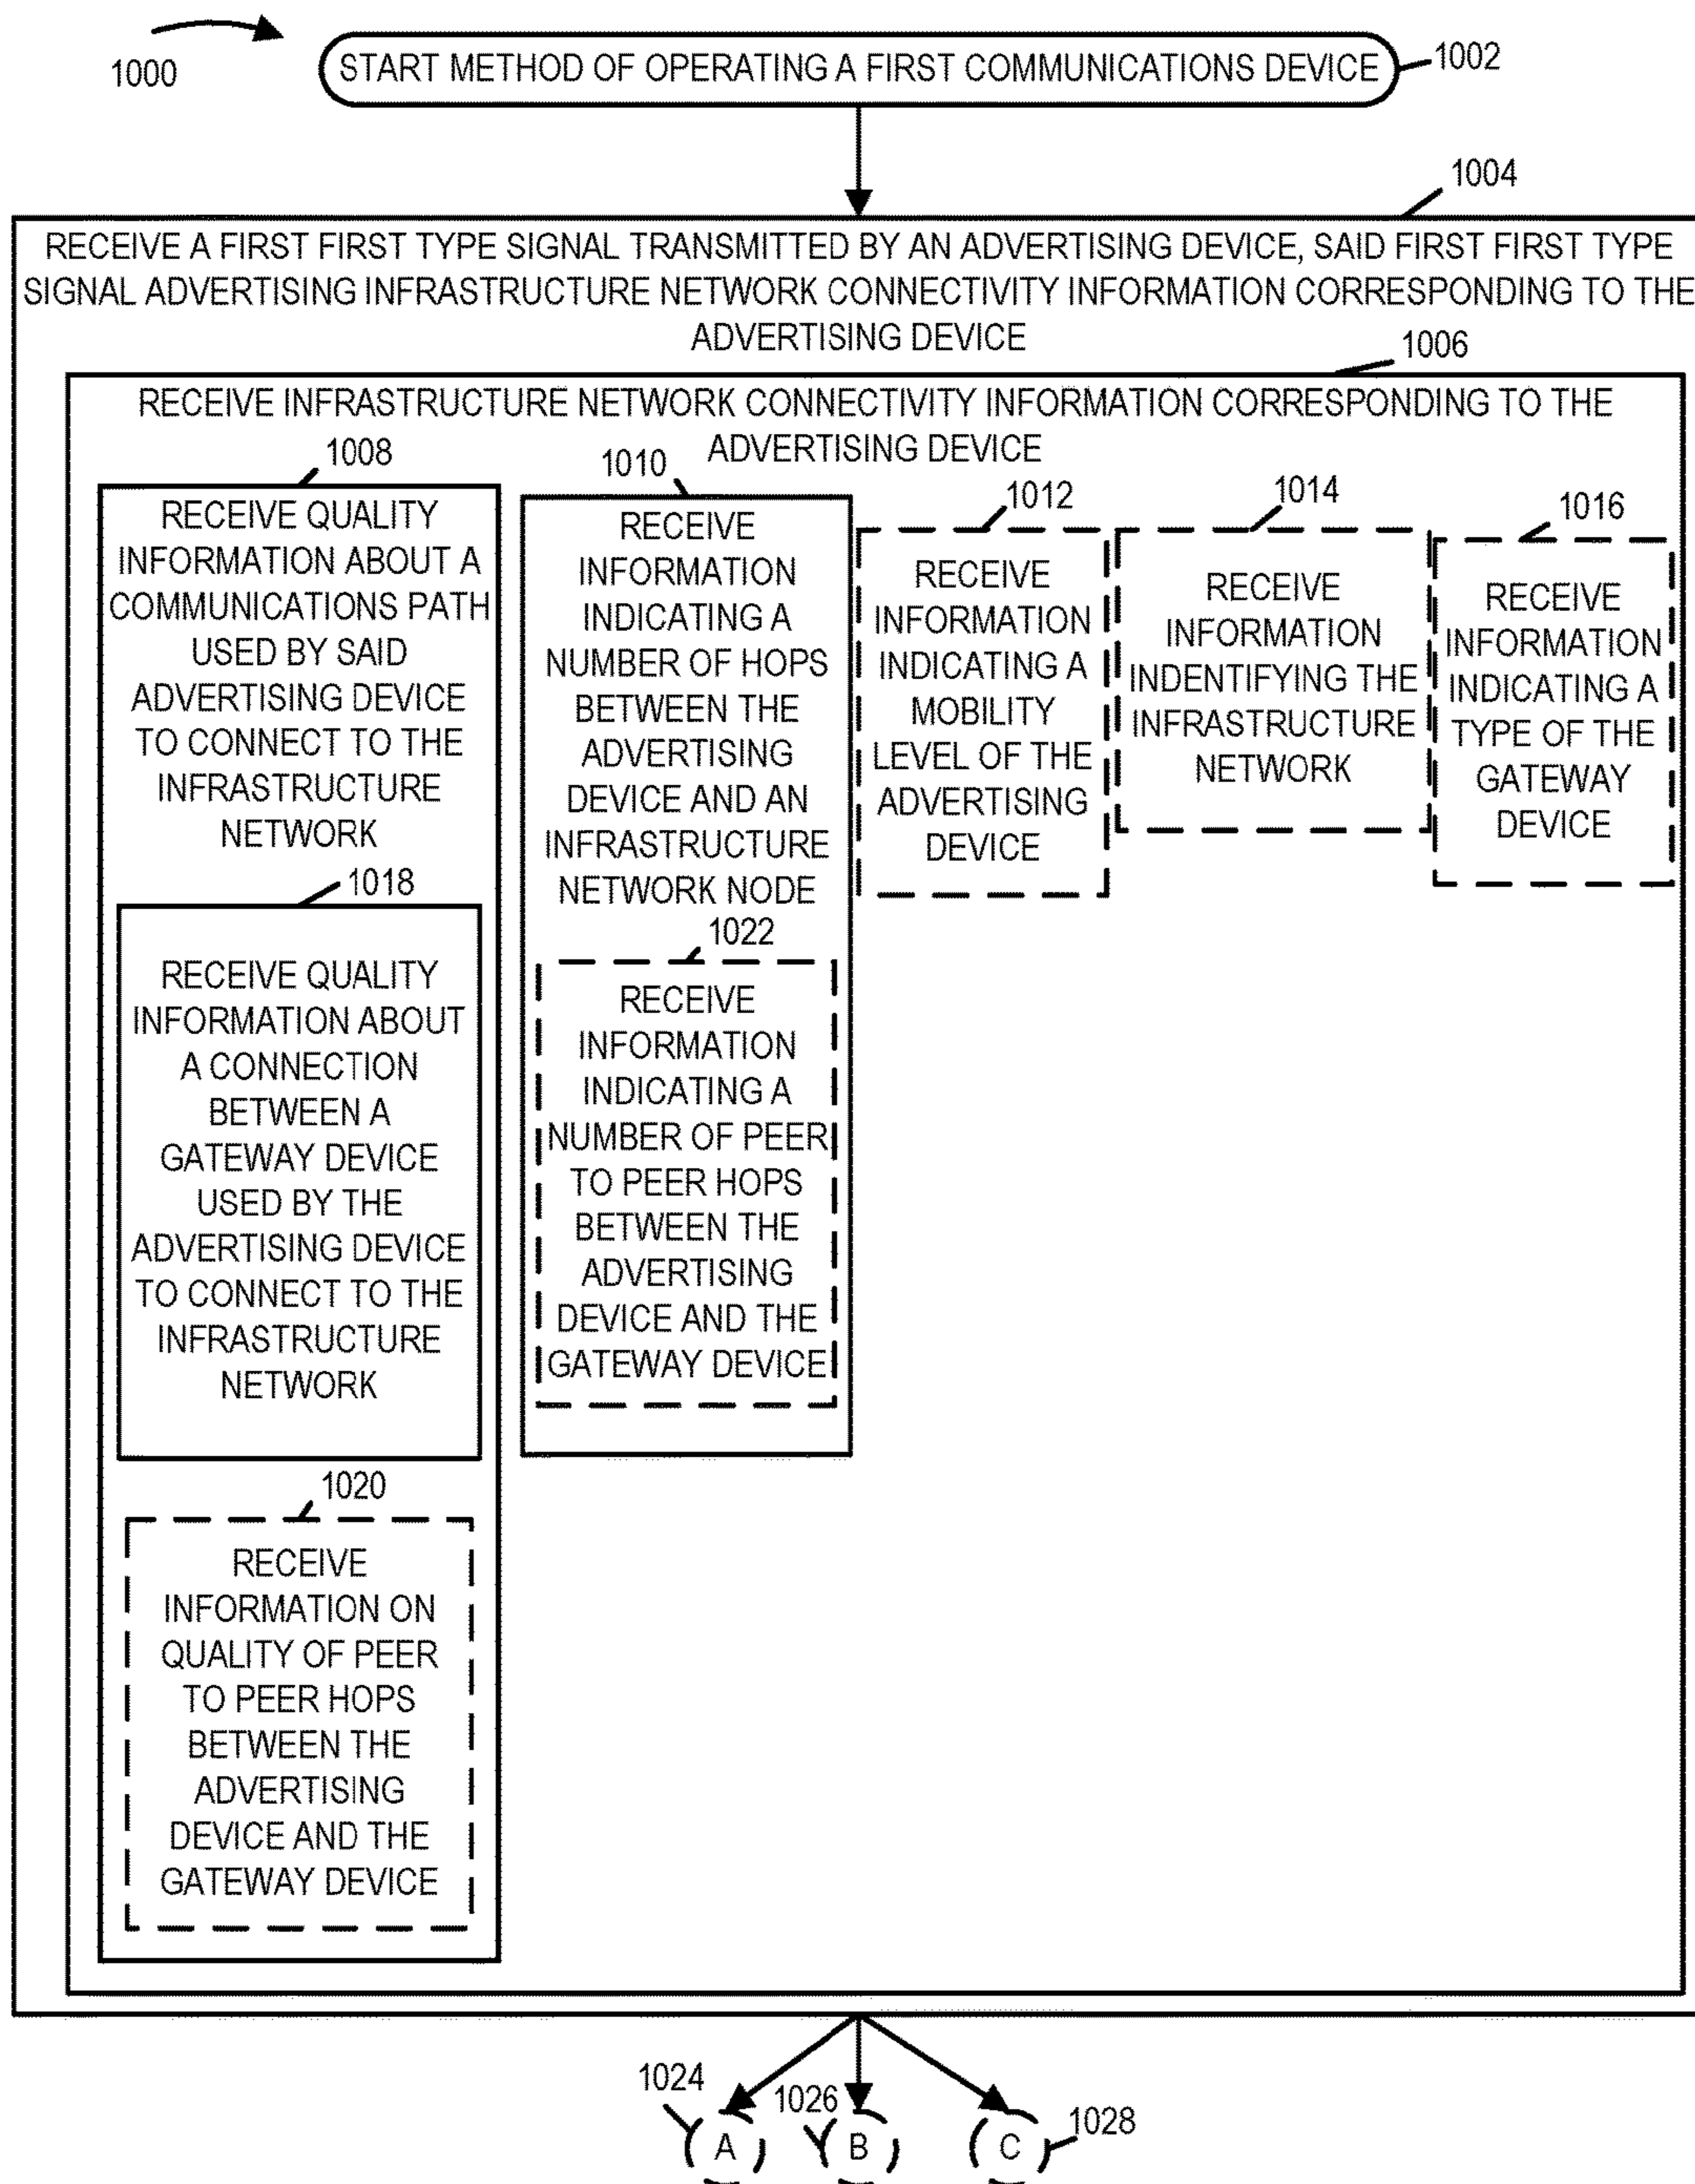 1000
START METHOD OF OPERATING A FIRST COMMUNICATIONS DEVICE
1002
1004
RECEIVE A FIRST FIRST TYPE SIGNAL TRANSMITTED BY AN ADVERTISING DEVICE, SAID FIRST FIRST TYPE
SIGNAL ADVERTISING INFRASTRUCTURE NETWORK CONNECTIVITY INFORMATION CORRESPONDING TO THE
ADVERTISING DEVICE
1006
RECEIVE INFRASTRUCTURE NETWORK CONNECTIVITY INFORMATION CORRESPONDING TO THE
ADVERTISING DEVICE
1008
RECEIVE QUALITY
INFORMATION ABOUT A
COMMUNICATIONS PATH
USED BY SAID
ADVERTISING DEVICE
TO CONNECT TO THE
INFRASTRUCTURE
NETWORK
1018
RECEIVE QUALITY
INFORMATION ABOUT
A CONNECTION
BETWEEN A
GATEWAY DEVICE
USED BY THE
ADVERTISING DEVICE
TO CONNECT TO THE
INFRASTRUCTURE
NETWORK
1020
RECEIVE
INFORMATION ON
QUALITY OF PEER
TO PEER HOPS
BETWEEN THE
ADVERTISING
DEVICE AND THE
GATEWAY DEVICE
1010
RECEIVE
INFORMATION
INDICATING A
NUMBER OF HOPS
BETWEEN THE
ADVERTISING
DEVICE AND AN
INFRASTRUCTURE
NETWORK NODE
1022
RECEIVE
INFORMATION
INDICATING A
NUMBER OF PEER
TO PEER HOPS
BETWEEN THE
ADVERTISING
DEVICE AND THE
GATEWAY DEVICE
1012
RECEIVE
INFORMATION
INDICATING A
MOBILITY
LEVEL OF THE
ADVERTISING
DEVICE
1014
RECEIVE
INFORMATION
INDENTIFYING THE
INFRASTRUCTURE
NETWORK
1016
RECEIVE
INFORMATION
INDICATING A
TYPE OF THE
GATEWAY
DEVICE
1024
A
1026
B
C
1028